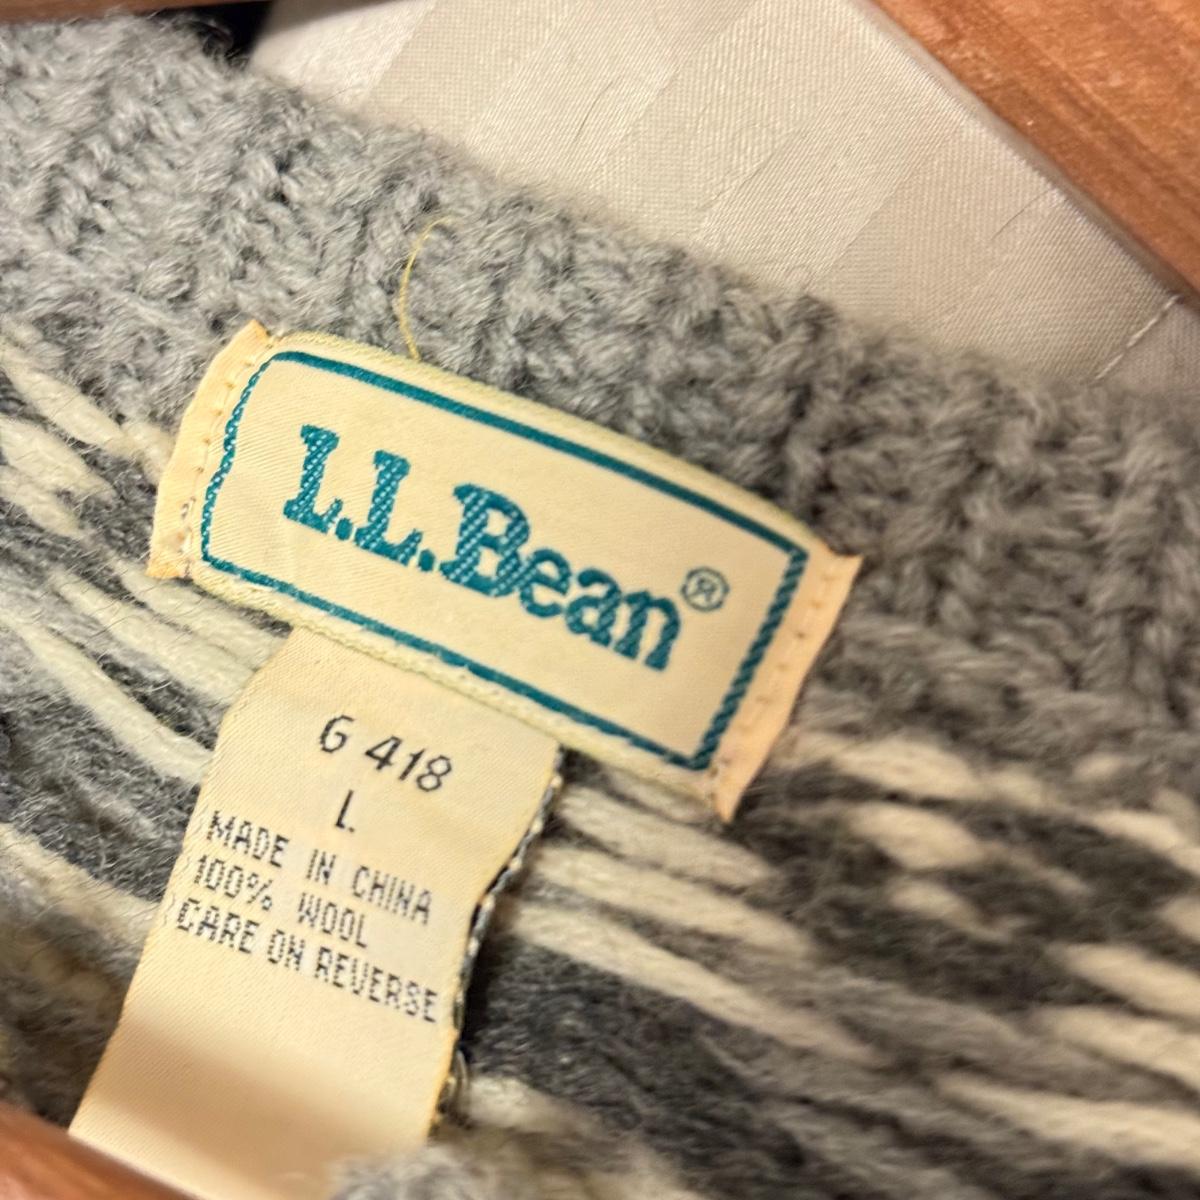 L.L.Bean®
G 418
L
MADE IN CHINA
100% WOOL
CARE ON REVERSE